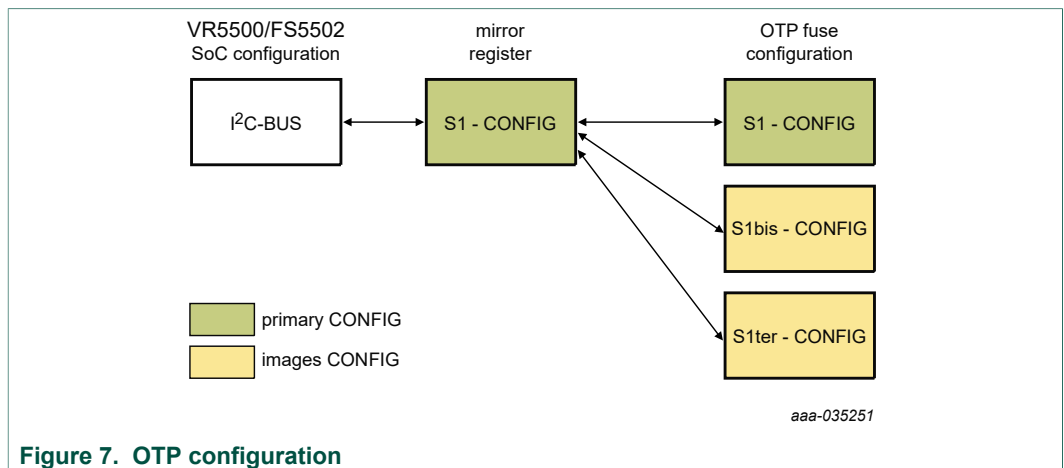 VR5500/FS5502
SoC configuration
mirror
register
OTP fuse
configuration
I²C-BUS
S1 - CONFIG
S1 - CONFIG
S1bis - CONFIG
S1ter - CONFIG
primary CONFIG
images CONFIG
aaa-035251
Figure 7. OTP configuration